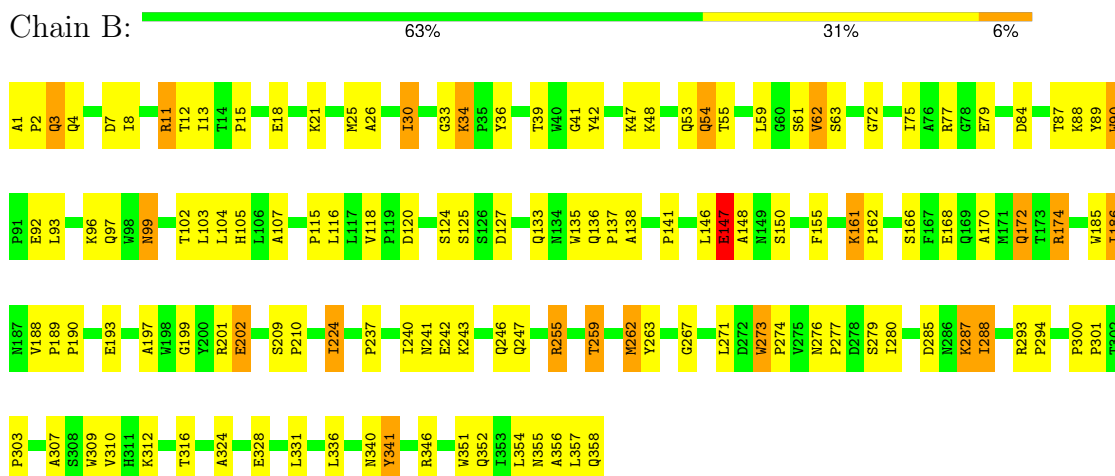 Chain B:
63% 31% 6%
A1 P2 Q3 Q4 D7 I8 R11 T12 I13 T14 P15 E18 K21 M25 A26 I30 G33 K34 P35 Y36 T39 W40 G41 Y42 K47 K48 Q53 Q54 T55 L59 G60 S61 V62 S63 G72 I75 A76 R77 G78 E79 D84 T87 K88 Y89
P91 E92 L93 K96 Q97 W98 N99 T102 L103 L104 H105 L106 A107 P115 L116 L117 V118 P119 D120 S124 S125 S126 D127 Q133 N134 W135 Q136 P137 A138 P141 L146 E147 A148 N149 S150 F155 K161 P162 S166 F167 E168 Q169 A170 M171 Q172 T173 R174 W185 I186
N187 V188 P189 P190 E193 A197 W198 G199 Y200 R201 E202 S209 P210 I224 P237 I240 N241 E242 K243 Q246 Q247 R255 T259 M262 Y263 G267 L271 D272 W273 P274 V275 N276 P277 D278 S279 I280 D285 N286 K287 I288 R293 P294 P300 P301 T302
P303 A307 S308 W309 V310 H311 K312 T316 A324 E328 L331 L336 N340 Y341 R346 W351 Q352 I353 L354 N355 A356 L357 Q358